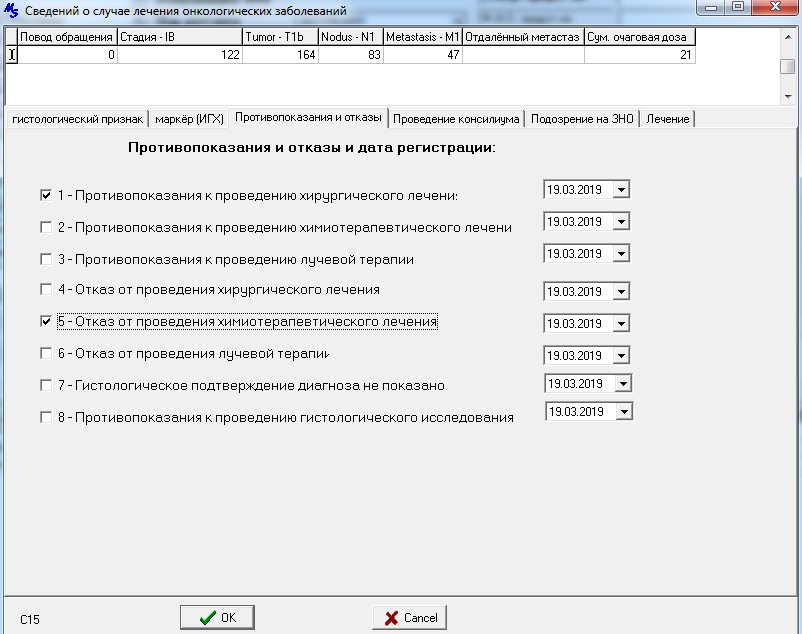 Сведений о случае лечения онкологических заболеваний
Повод обращения Стадия - IB Tumor - T1b Nodus - N1 Metastasis - M1 Отдалённый метастаз Сум. очаговая доза
0 122 164 83 47 21
гистологический признак маркёр (ИГХ) Противопоказания и отказы Проведение консилиума Подозрение на ЗНО Лечение
Противопоказания и отказы и дата регистрации:
1 - Противопоказания к проведению хирургического лечени: 19.03.2019
2 - Противопоказания к проведению химиотерапевтического лечени 19.03.2019
3 - Противопоказания к проведению лучевой терапии 19.03.2019
4 - Отказ от проведения хирургического лечения 19.03.2019
5 - Отказ от проведения химиотерапевтического лечения 19.03.2019
6 - Отказ от проведения лучевой терапии 19.03.2019
7 - Гистологическое подтверждение диагноза не показано 19.03.2019
8 - Противопоказания к проведению гистологического исследования 19.03.2019
C15 OK Cancel